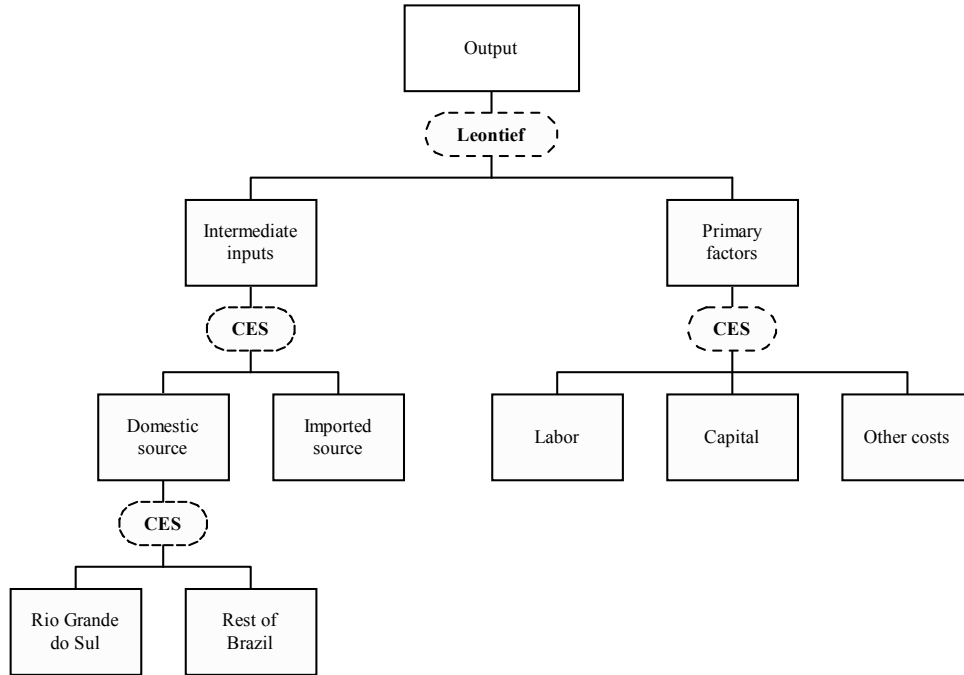 Output
Leontief
Intermediate
inputs
Primary
factors
CES
CES
Domestic
source
Imported
source
Labor
Capital
Other costs
CES
Rio Grande
do Sul
Rest of
Brazil